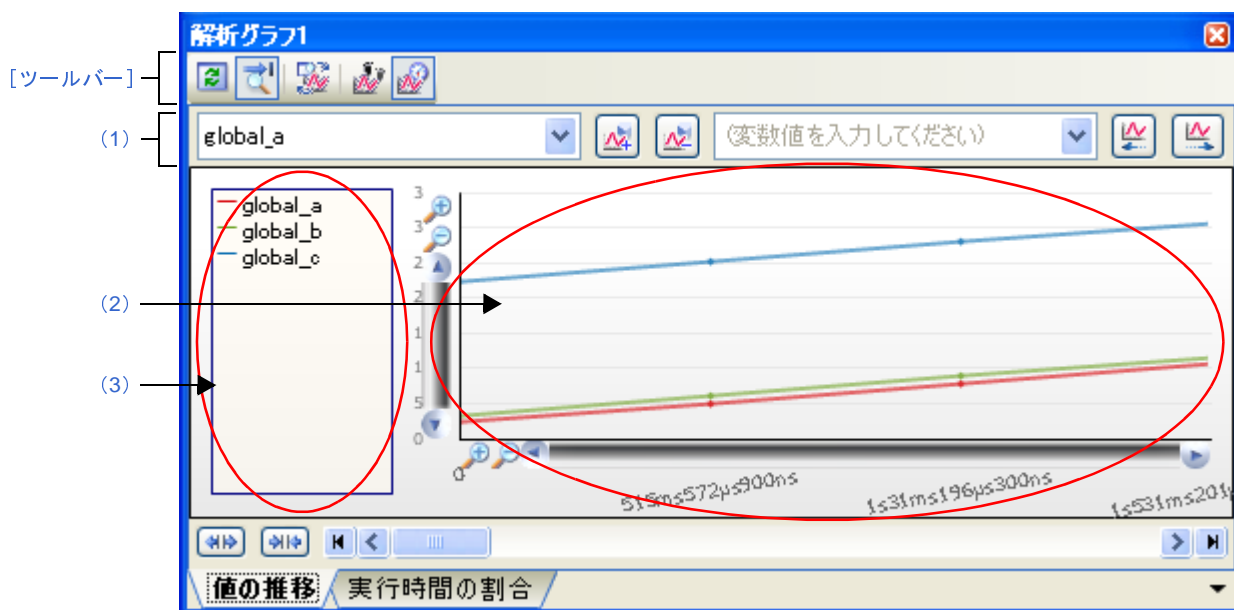 解析グラフ1
[ツールバー]
(1)
global_a
(変数値を入力してください)
global_a
global_b
global_c
3
3
2
2
1
1
5
0
(2)
(3)
0
515ms572µs900ns
1s31ms196µs300ns
1s531ms201µ
値の推移
実行時間の割合